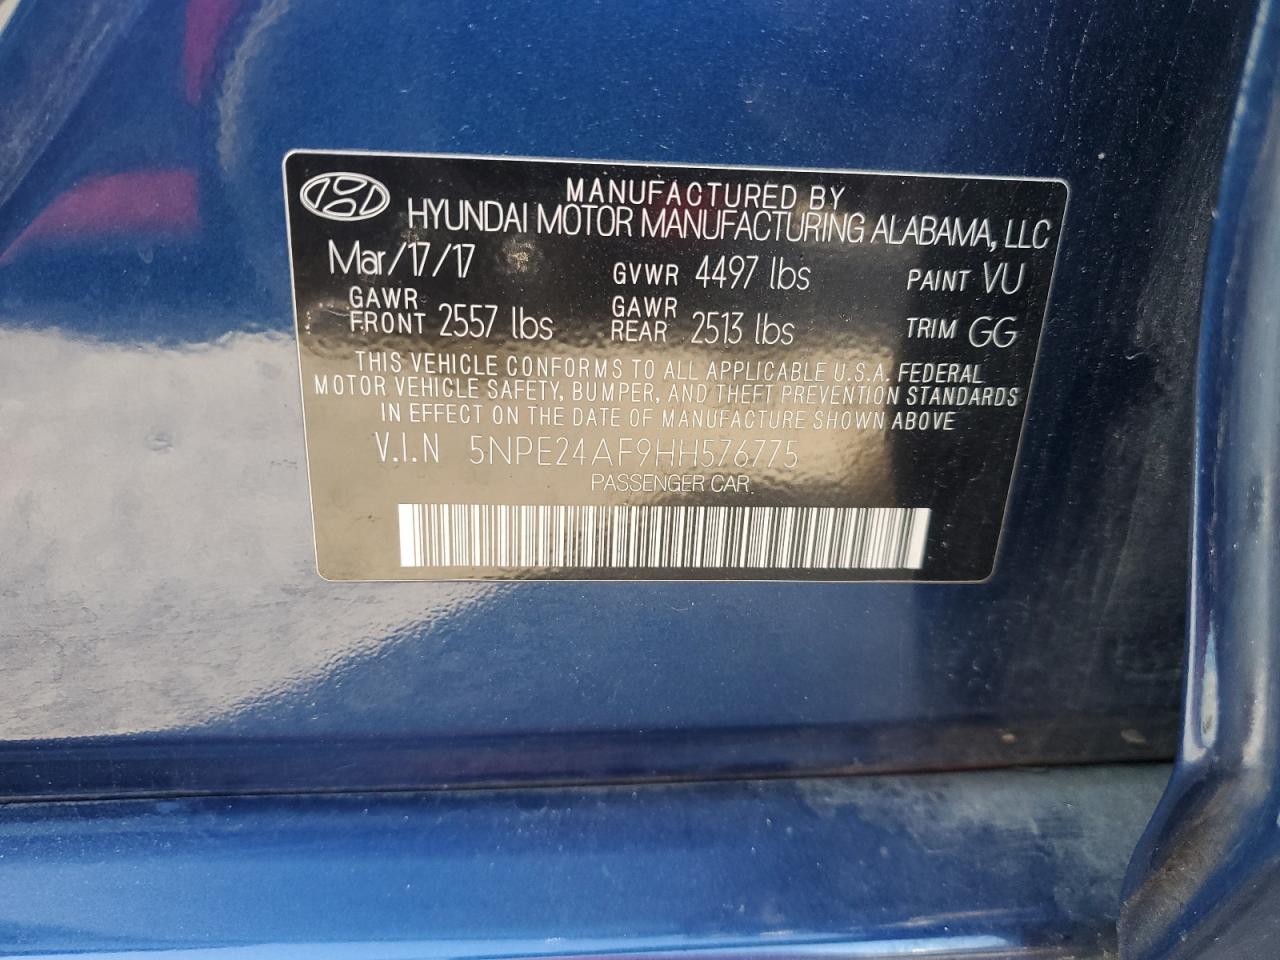 MANUFACTURED BY
HYUNDAI MOTOR MANUFACTURING ALABAMA, LLC
Mar/17/17 GVWR 4497 lbs PAINT VU
GAWR FRONT 2557 lbs GAWR REAR 2513 lbs TRIM GG
THIS VEHICLE CONFORMS TO ALL APPLICABLE U.S.A. FEDERAL
MOTOR VEHICLE SAFETY, BUMPER, AND THEFT PREVENTION STANDARDS
IN EFFECT ON THE DATE OF MANUFACTURE SHOWN ABOVE
V.I.N 5NPE24AF9HH576775
PASSENGER CAR